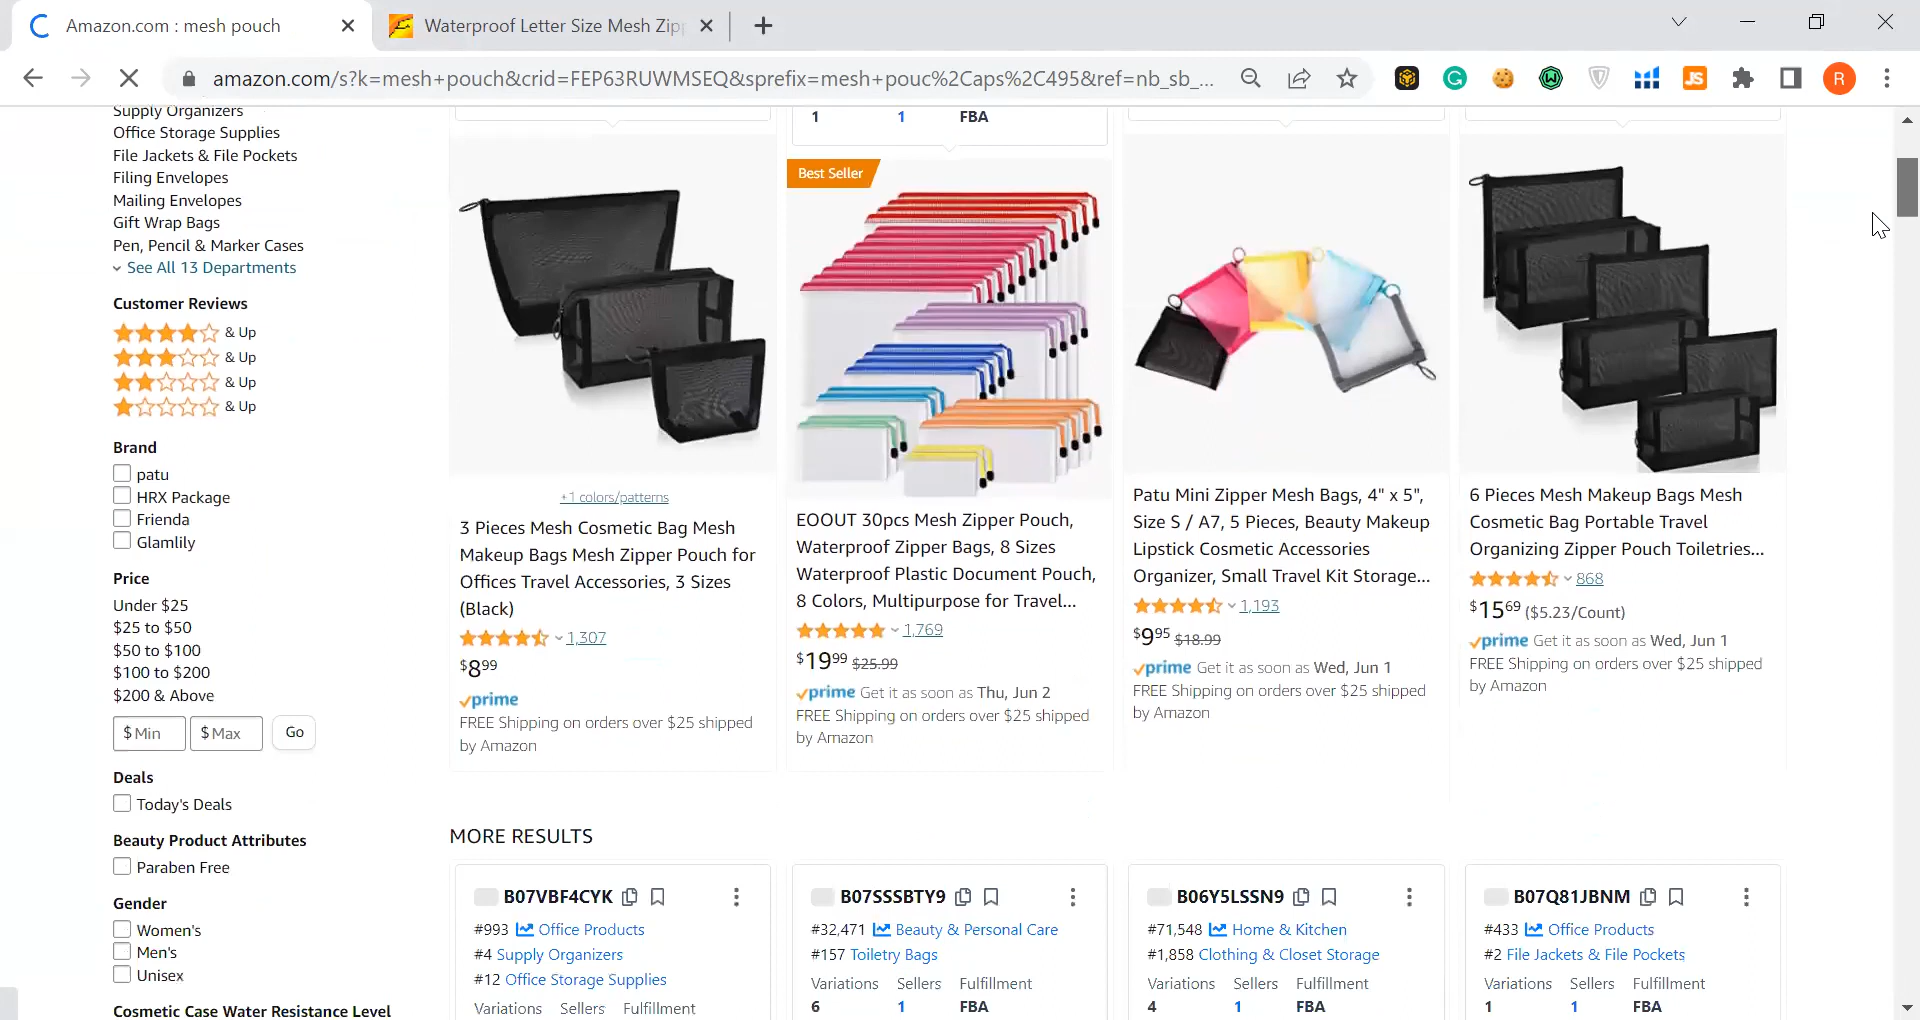 Amazon.com : mesh pouch
Waterproof Letter Size Mesh Zip
amazon.com/s?k=mesh+pouch&crid=FEP63RUWMSEQ&sprefix=mesh+pouc%2Caps%2C495&ref=nb_sb_...
JS
R
Supply Organizers
Office Storage Supplies
File Jackets & File Pockets
Filing Envelopes
Mailing Envelopes
Gift Wrap Bags
Pen, Pencil & Marker Cases
See All 13 Departments
Customer Reviews
& Up
& Up
& Up
& Up
Brand
patu
HRX Package
Frienda
Glamlily
Price
Under $25
$25 to $50
$50 to $100
$100 to $200
$200 & Above
$ Min
$ Max
Go
Deals
Today's Deals
Beauty Product Attributes
Paraben Free
Gender
Women's
Men's
Unisex
Cosmetic Case Water Resistance Level
+1 colors/patterns
3 Pieces Mesh Cosmetic Bag Mesh
Makeup Bags Mesh Zipper Pouch for
Offices Travel Accessories, 3 Sizes
(Black)
1,307
$8 99
prime
FREE Shipping on orders over $25 shipped
by Amazon
1 1 FBA
Best Seller
EOOUT 30pcs Mesh Zipper Pouch,
Waterproof Zipper Bags, 8 Sizes
Waterproof Plastic Document Pouch,
8 Colors, Multipurpose for Travel...
1,769
$19 99 $25.99
prime Get it as soon as Thu, Jun 2
FREE Shipping on orders over $25 shipped
by Amazon
Patu Mini Zipper Mesh Bags, 4" x 5",
Size S / A7, 5 Pieces, Beauty Makeup
Lipstick Cosmetic Accessories
Organizer, Small Travel Kit Storage...
1,193
$9 95 $18.99
prime Get it as soon as Wed, Jun 1
FREE Shipping on orders over $25 shipped
by Amazon
6 Pieces Mesh Makeup Bags Mesh
Cosmetic Bag Portable Travel
Organizing Zipper Pouch Toiletries...
868
$15 69 ($5.23/Count)
prime Get it as soon as Wed, Jun 1
FREE Shipping on orders over $25 shipped
by Amazon
MORE RESULTS
B07VBF4CYK
#993 Office Products
#4 Supply Organizers
#12 Office Storage Supplies
Variations Sellers Fulfillment
B07SSSBTY9
#32,471 Beauty & Personal Care
#157 Toiletry Bags
Variations Sellers Fulfillment
6 1 FBA
B06Y5LSSN9
#71,548 Home & Kitchen
#1,858 Clothing & Closet Storage
Variations Sellers Fulfillment
4 1 FBA
B07Q81JBNM
#433 Office Products
#2 File Jackets & File Pockets
Variations Sellers Fulfillment
1 1 FBA